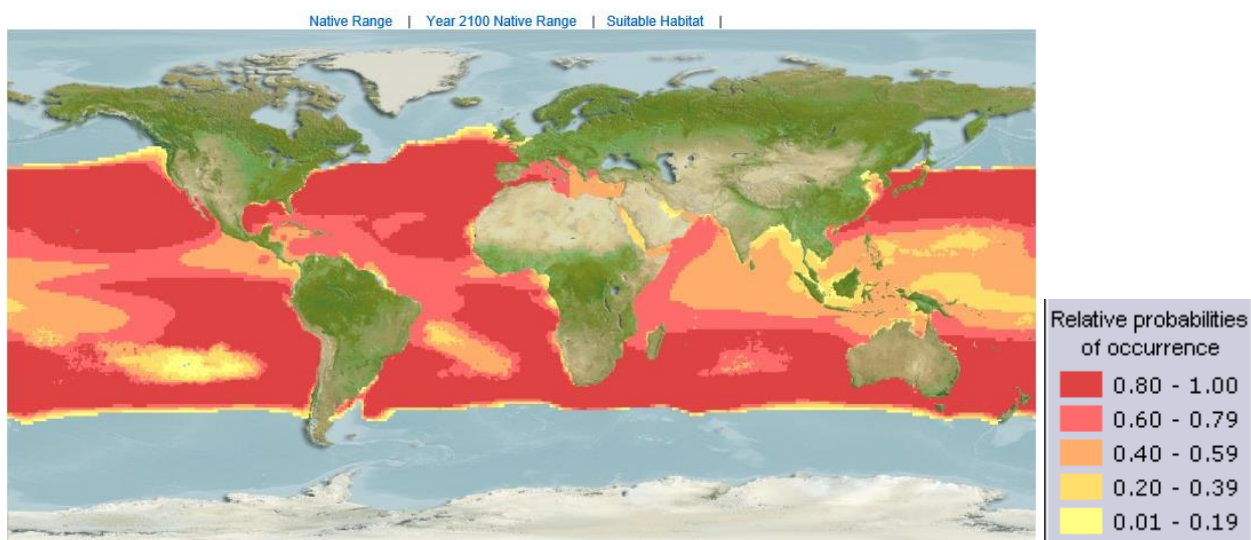 Native Range | Year 2100 Native Range | Suitable Habitat |
Relative probabilities
of occurrence
0.80 - 1.00
0.60 - 0.79
0.40 - 0.59
0.20 - 0.39
0.01 - 0.19